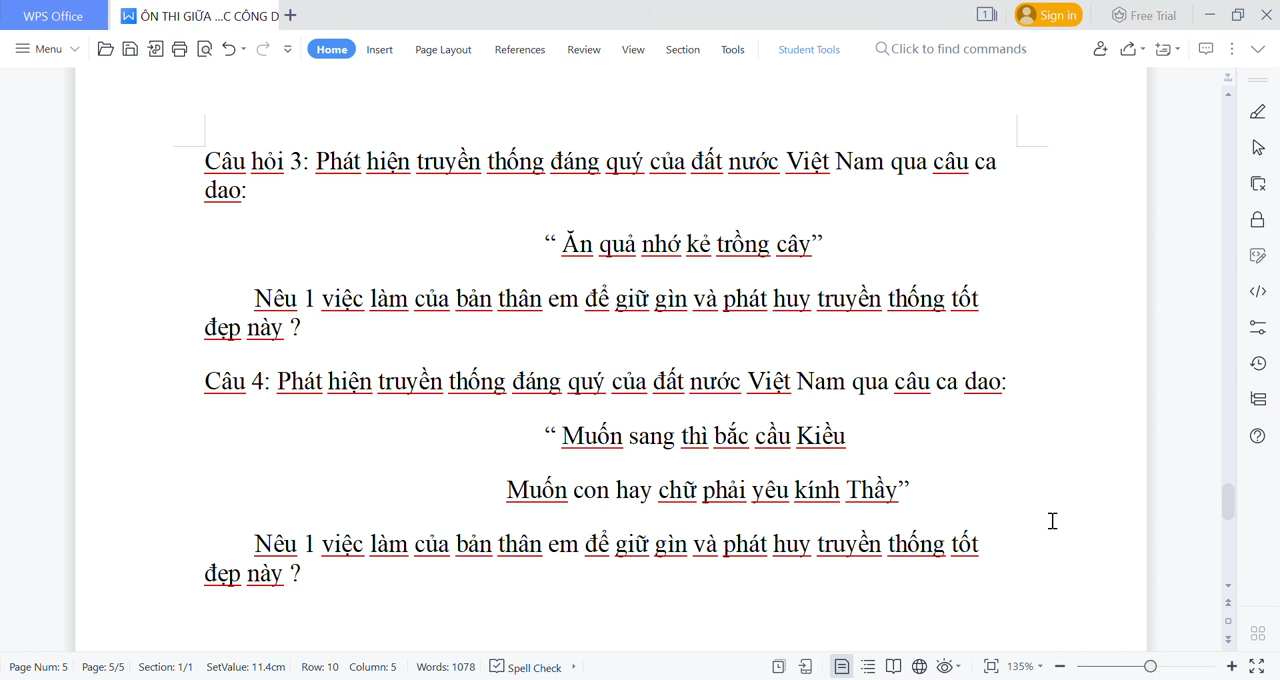 WPS Office
ÔN THI GIỮA ...C CÔNG D
Sign in
Free Trial
Menu
Home
Insert
Page Layout
References
Review
View
Section
Tools
Student Tools
Click to find commands
Câu hỏi 3: Phát hiện truyền thống đáng quý của đất nước Việt Nam qua câu ca
dao:
“ Ăn quả nhớ kẻ trồng cây”
Nêu 1 việc làm của bản thân em để giữ gìn và phát huy truyền thống tốt
đẹp này ?
Câu 4: Phát hiện truyền thống đáng quý của đất nước Việt Nam qua câu ca dao:
“ Muốn sang thì bắc cầu Kiều
Muốn con hay chữ phải yêu kính Thầy”
Nêu 1 việc làm của bản thân em để giữ gìn và phát huy truyền thống tốt
đẹp này ?
Page Num: 5 Page: 5/5 Section: 1/1 SetValue: 11.4cm Row: 10 Column: 5 Words: 1078 Spell Check 135%